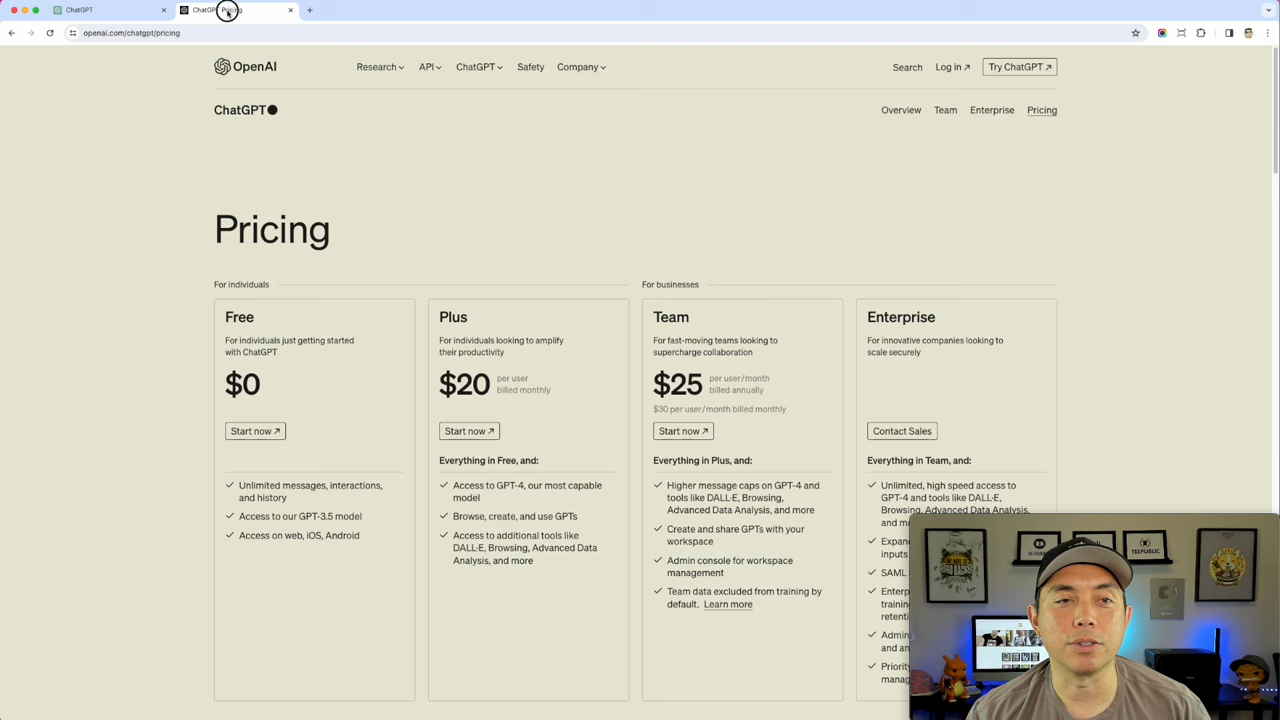 ChatGPT
ChatGPT Pricing
openai.com/chatgpt/pricing
OpenAI
Research
API
ChatGPT
Safety
Company
Search
Log in ↗
Try ChatGPT ↗
ChatGPT
Overview
Team
Enterprise
Pricing
Pricing
For individuals
For businesses
Free
For individuals just getting started
with ChatGPT
$0
Start now ↗
Unlimited messages, interactions,
and history
Access to our GPT-3.5 model
Access on web, iOS, Android
Plus
For individuals looking to amplify
their productivity
$20
per user
billed monthly
Start now ↗
Everything in Free, and:
Access to GPT-4, our most capable
model
Browse, create, and use GPTs
Access to additional tools like
DALL·E, Browsing, Advanced Data
Analysis, and more
Team
For fast-moving teams looking to
supercharge collaboration
$25
per user/month
billed annually
$30 per user/month billed monthly
Start now ↗
Everything in Plus, and:
Higher message caps on GPT-4 and
tools like DALL·E, Browsing,
Advanced Data Analysis, and more
Create and share GPTs with your
workspace
Admin console for workspace
management
Team data excluded from training by
default. Learn more
Enterprise
For innovative companies looking to
scale securely
Contact Sales
Everything in Team, and:
Unlimited, high speed access to
GPT-4 and tools like DALL·E,
Browsing, Advanced Data Analysis,
and
inputs
SAML
TEEPUBLIC